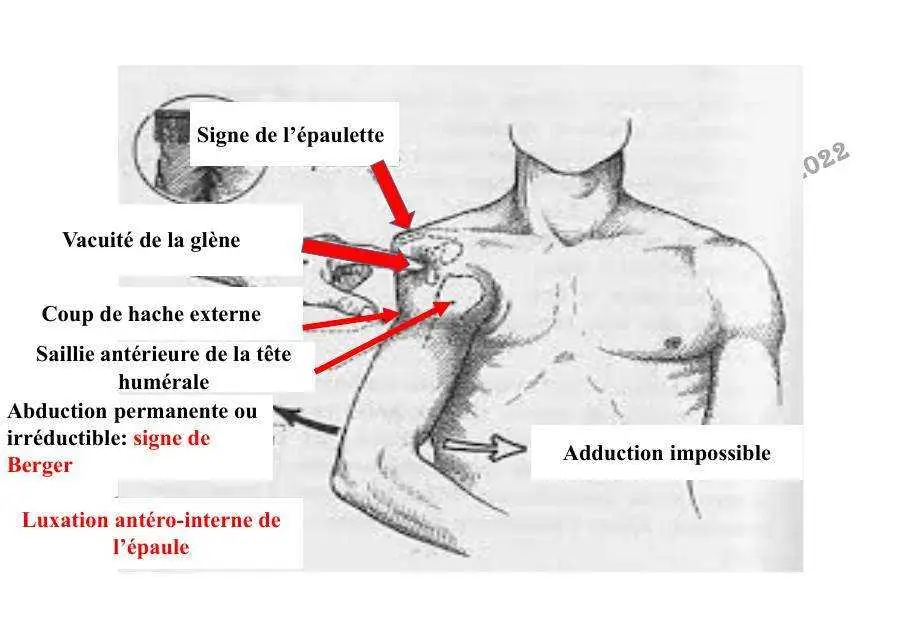 Signe de l’épaulette
2022
Vacuité de la glène
Coup de hache externe
Saillie antérieure de la tête
humérale
Abduction permanente ou
irréductible: signe de
Berger
Adduction impossible
Luxation antéro-interne de
l’épaule